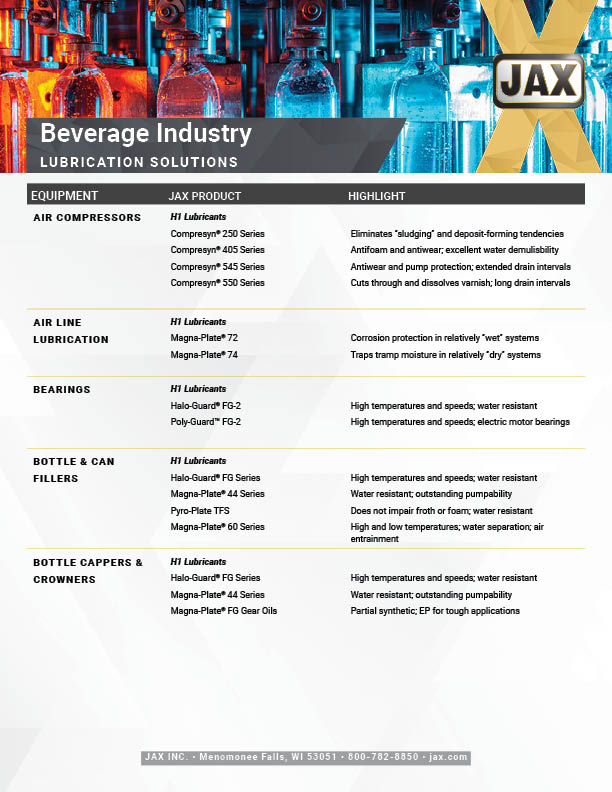 JAX
Beverage Industry
LUBRICATION SOLUTIONS
EQUIPMENT JAX PRODUCT HIGHLIGHT
AIR COMPRESSORS H1 Lubricants
Compresyn® 250 Series Eliminates “sludging” and deposit-forming tendencies
Compresyn® 405 Series Antifoam and antiwear; excellent water demulisbility
Compresyn® 545 Series Antiwear and pump protection; extended drain intervals
Compresyn® 550 Series Cuts through and dissolves varnish; long drain intervals
AIR LINE H1 Lubricants
LUBRICATION Magna-Plate® 72 Corrosion protection in relatively “wet” systems
Magna-Plate® 74 Traps tramp moisture in relatively “dry” systems
BEARINGS H1 Lubricants
Halo-Guard® FG-2 High temperatures and speeds; water resistant
Poly-Guard™ FG-2 High temperatures and speeds; electric motor bearings
BOTTLE & CAN H1 Lubricants
FILLERS Halo-Guard® FG Series High temperatures and speeds; water resistant
Magna-Plate® 44 Series Water resistant; outstanding pumpability
Pyro-Plate TFS Does not impair froth or foam; water resistant
Magna-Plate® 60 Series High and low temperatures; water separation; air
entrainment
BOTTLE CAPPERS & H1 Lubricants
CROWNERS Halo-Guard® FG Series High temperatures and speeds; water resistant
Magna-Plate® 44 Series Water resistant; outstanding pumpability
Magna-Plate® FG Gear Oils Partial synthetic; EP for tough applications
JAX INC. • Menomonee Falls, WI 53051 • 800-782-8850 • jax.com